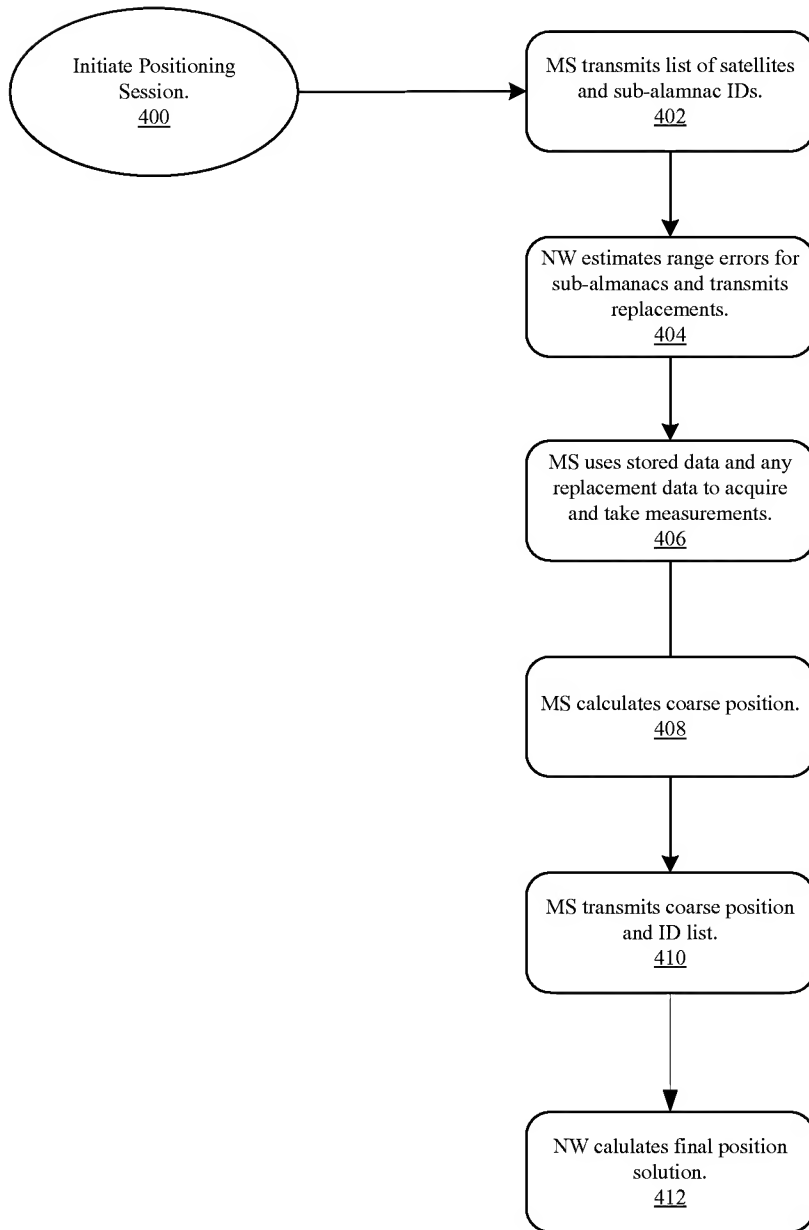 Initiate Positioning
Session.
400
MS transmits list of satellites
and sub-alamnac IDs.
402
NW estimates range errors for
sub-almanacs and transmits
replacements.
404
MS uses stored data and any
replacement data to acquire
and take measurements.
406
MS calculates coarse position.
408
MS transmits coarse position
and ID list.
410
NW calulates final position
solution.
412